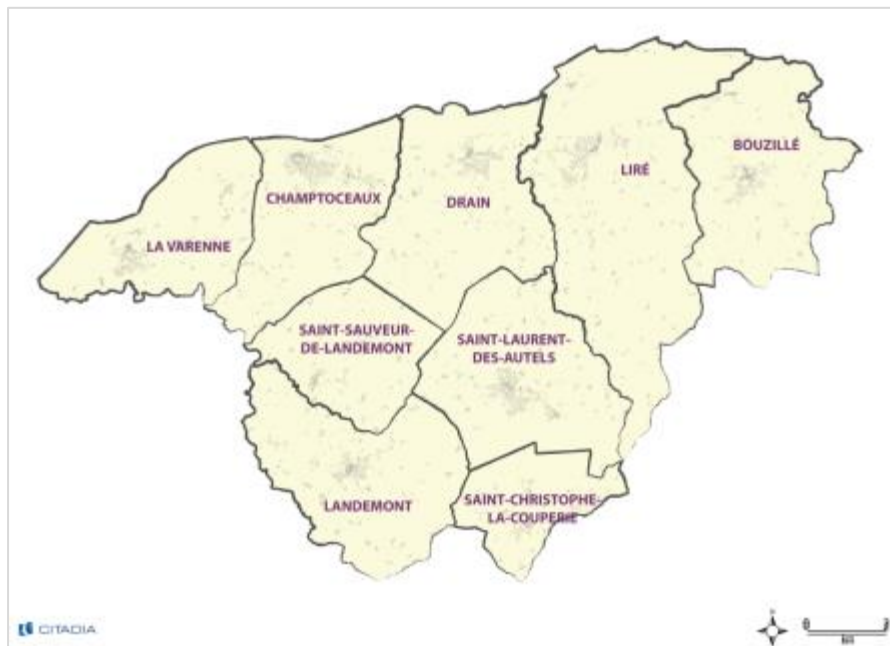 BOUZILLÉ
LIRÉ
CHAMPTOCEAUX
DRAIN
LA VARENNE
SAINT-SAUVEUR-
DE-LANDEMONT
SAINT-LAURENT-
DES-AUTELS
LANDEMONT
SAINT-CHRISTOPHE-
LA-COUPERIE
CITADIA
0